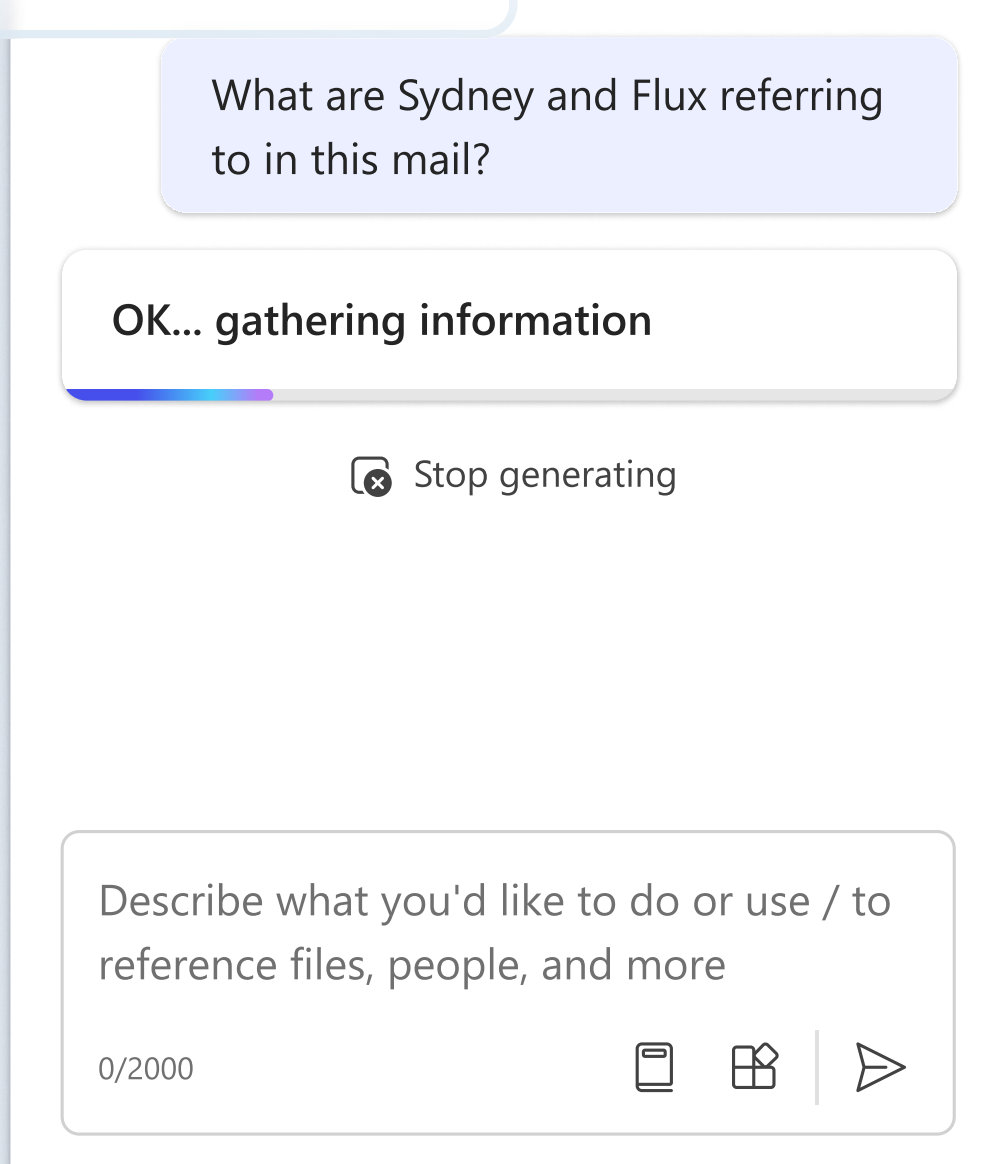 What are Sydney and Flux referring
to in this mail?
OK... gathering information
Stop generating
Describe what you'd like to do or use / to
reference files, people, and more
0/2000